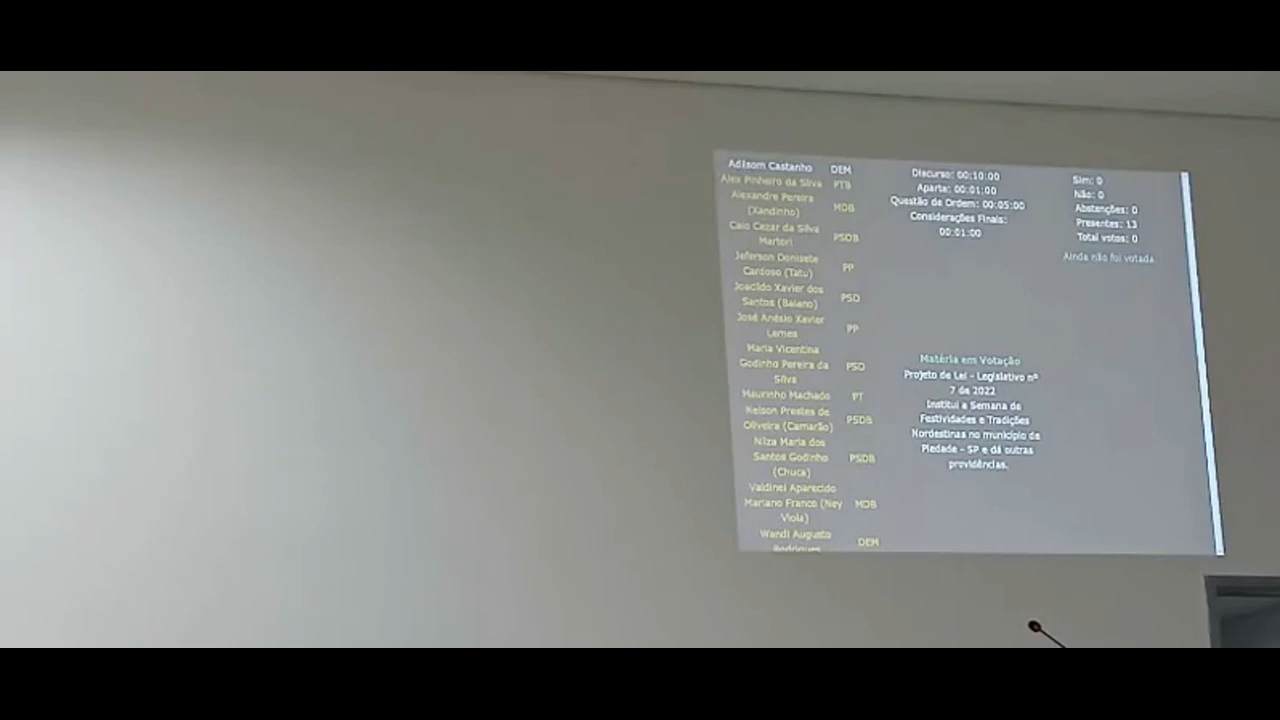 Adilsom Castanho DEM
Alex Pinheiro da Silva PTB
Alexandre Pereira
(Xandinho) MDB
Caio Cezar da Silva
Martori PSDB
Jeferson Donisete
Cardoso (Tatu) PP
Joacildo Xavier dos
Santos (Baiano) PSD
José Anésio Xavier
Lemes PP
Maria Vicentina
Godinho Pereira da PSD
Silva
Maurinho Machado PT
Nelson Prestes de
Oliveira (Camarão) PSDB
Nilza Maria dos
Santos Godinho PSDB
(Chuca)
Valdinei Aparecido
Mariano Franco (Ney MDB
Viola)
Wandi Augusto DEM
Rodrigues
Discurso: 00:10:00
Aparte: 00:01:00
Questão de Ordem: 00:05:00
Considerações Finais:
00:01:00
Matéria em Votação
Projeto de Lei - Legislativo nº
7 de 2022
Institui a Semana de
Festividades e Tradições
Nordestinas no município de
Piedade - SP e dá outras
providências.
Sim: 0
Não: 0
Abstenções: 0
Presentes: 13
Total votos: 0
Ainda não foi votada.